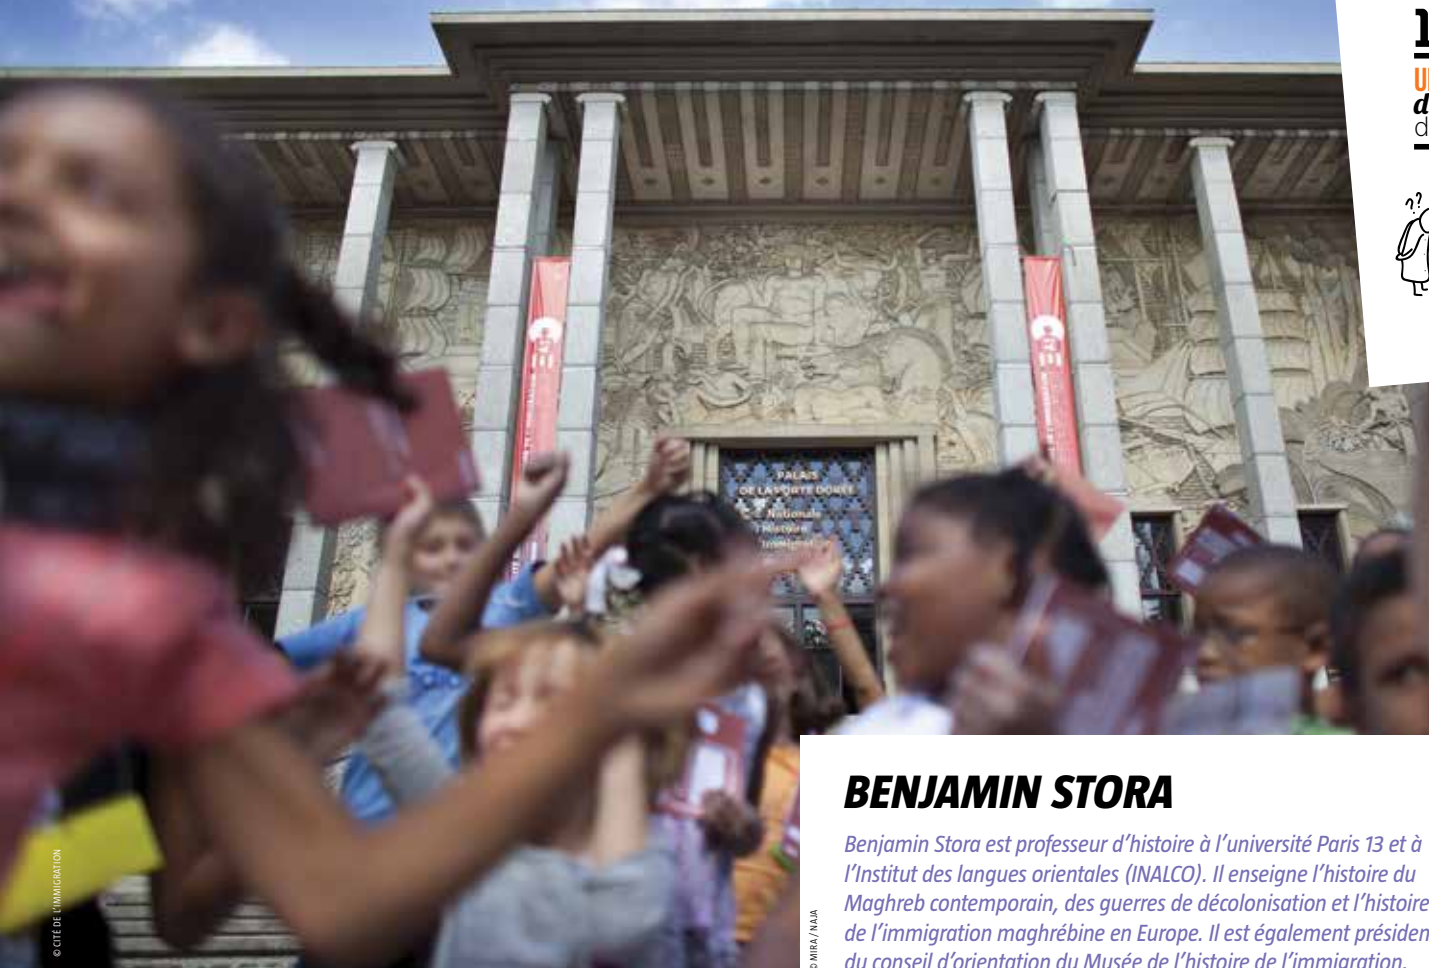 PALAIS
DE LA PORTE DORÉE
Nationale
l'Histoire
??
BENJAMIN STORA
Benjamin Stora est professeur d'histoire à l'université Paris 13 et à
l'Institut des langues orientales (INALCO). Il enseigne l'histoire du
Maghreb contemporain, des guerres de décolonisation et l'histoire
de l'immigration maghrébine en Europe. Il est également présiden
du conseil d'orientation du Musée de l'histoire de l'immigration.
© CITÉ DE L'IMMIGRATION
© MIRA / NAJA